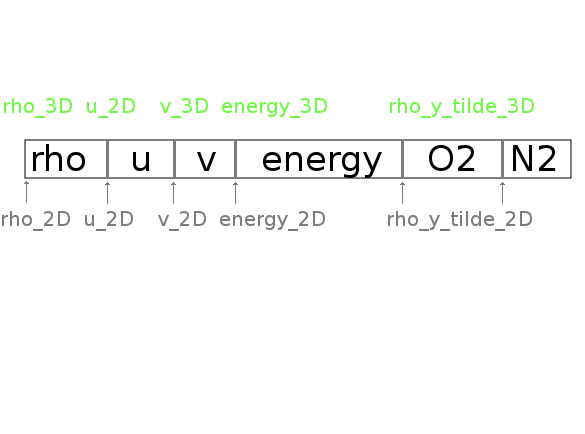 rho_3D u_2D v_3D energy_3D rho_y_tilde_3D
rho u v energy O2 N2
rho_2D u_2D v_2D energy_2D rho_y_tilde_2D